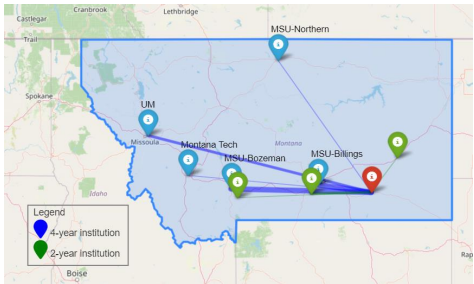 Cranbrook
Lethbridge
Castlegar
Trail
MSU-Northern
Spokane
UM
Missoula
Montana Tech
Montana
MSU-Bozeman
MSU-Billings
Idaho
Legend
4-year institution
2-year institution
Boise
Rap